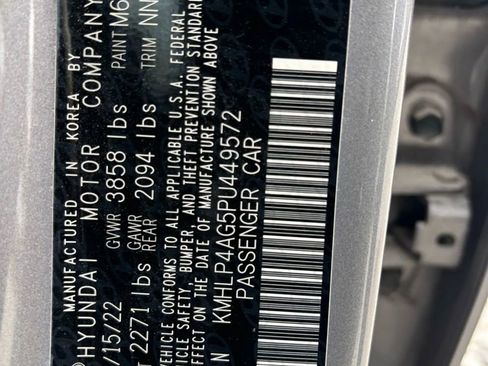 MANUFACTURED IN KOREA BY
HYUNDAI MOTOR COMPANY
/15/22 GVWR 3858 lbs PAINT M6
2271 lbs GAWR REAR 2094 lbs TRIM NN
VEHICLE CONFORMS TO ALL APPLICABLE U.S.A. FEDERAL
SAFETY, BUMPER, AND THEFT PREVENTION STANDARD
EFFECT ON THE DATE OF MANUFACTURE SHOWN ABOVE
KMHLP4AG5PU449572
PASSENGER CAR